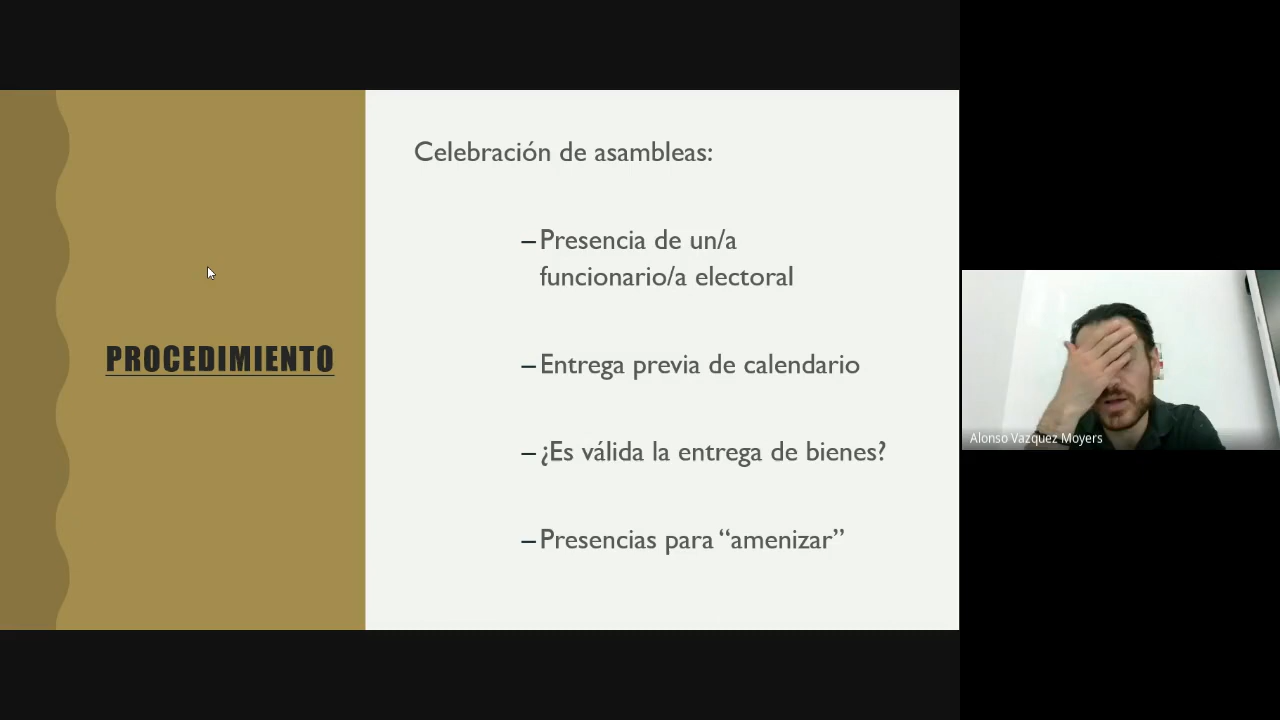 PROCEDIMIENTO
Celebración de asambleas:
–Presencia de un/a
funcionario/a electoral
–Entrega previa de calendario
–¿Es válida la entrega de bienes?
–Presencias para “amenizar”
Alonso Vazquez Moyers